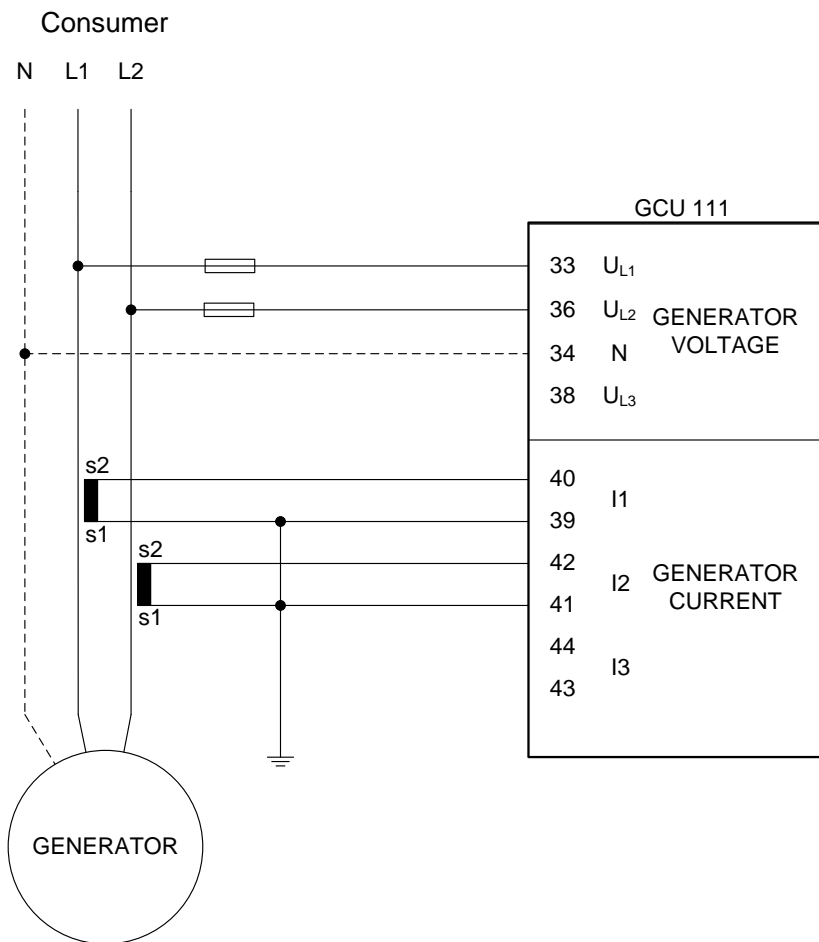 Consumer
N L1 L2
GCU 111
33 UL1
36 UL2
GENERATOR
VOLTAGE
34 N
38 UL3
s2
s1
40
I1
39
s2
s1
42
I2
41
GENERATOR
CURRENT
44
I3
43
GENERATOR